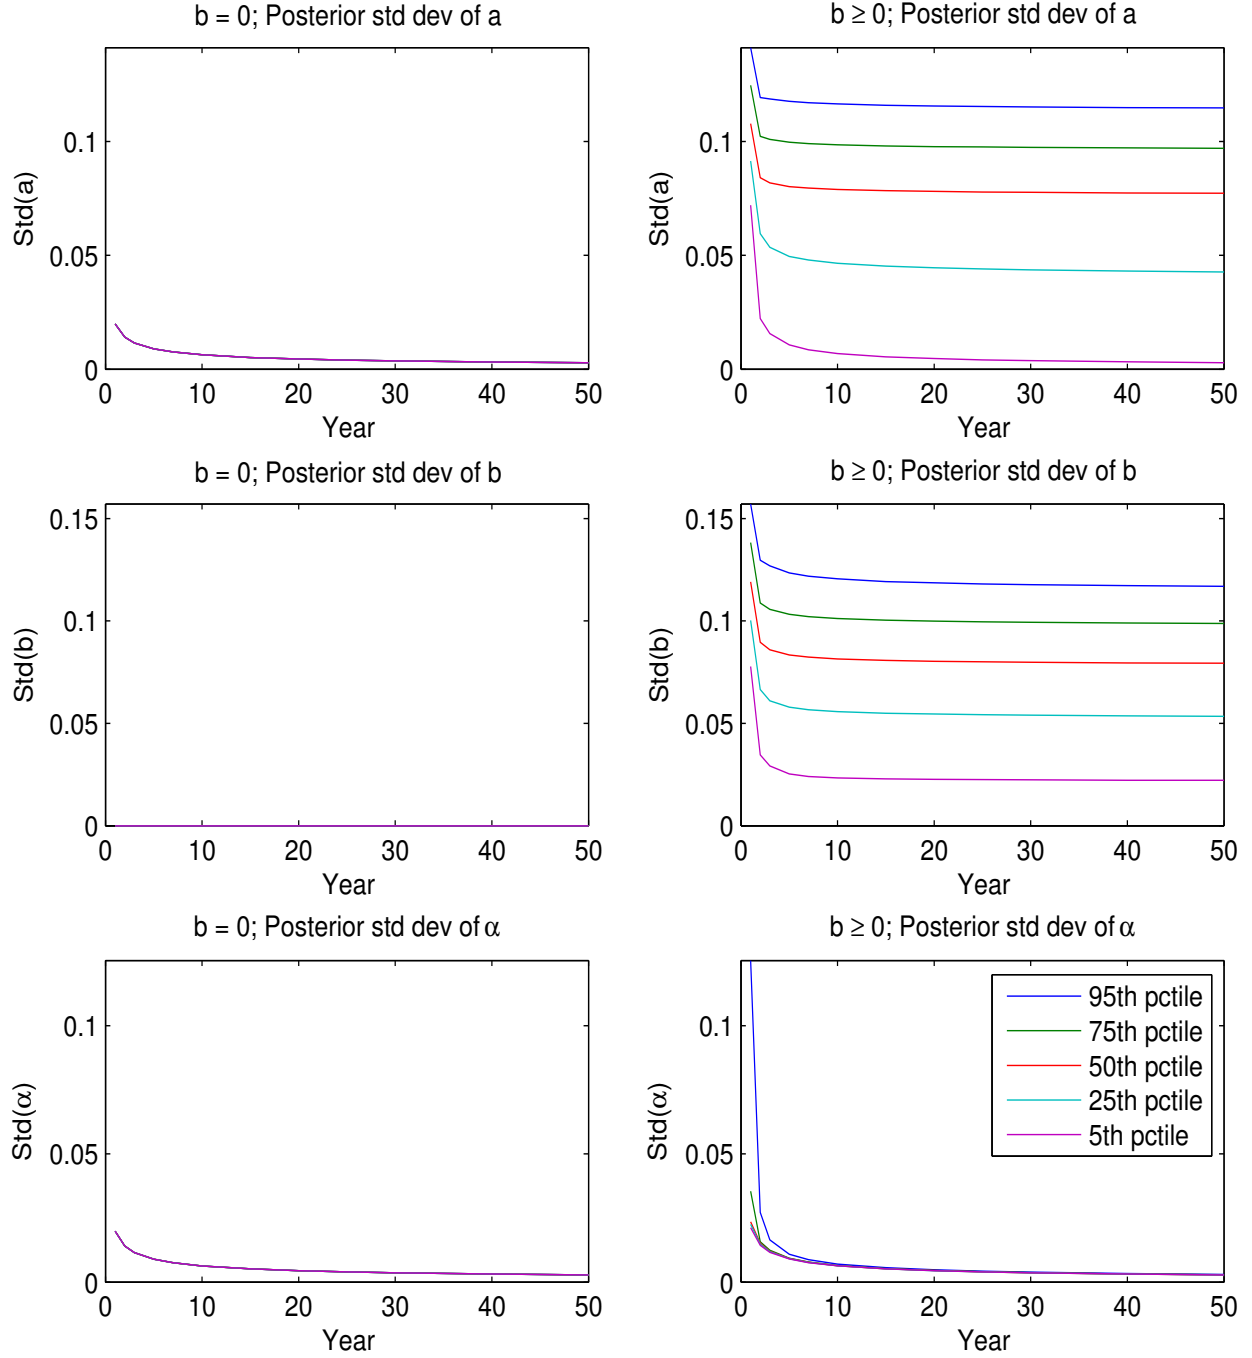 b = 0; Posterior std dev of a
0.1
0.05
0
Std(a)
0 10 20 30 40 50
Year
b ≥ 0; Posterior std dev of a
0.1
0.05
0
Std(a)
0 10 20 30 40 50
Year
b = 0; Posterior std dev of b
0.15
0.1
0.05
0
Std(b)
0 10 20 30 40 50
Year
b ≥ 0; Posterior std dev of b
0.15
0.1
0.05
0
Std(b)
0 10 20 30 40 50
Year
b = 0; Posterior std dev of α
0.1
0.05
0
Std(α)
0 10 20 30 40 50
Year
b ≥ 0; Posterior std dev of α
0.1
0.05
0
Std(α)
0 10 20 30 40 50
Year
95th pctile
75th pctile
50th pctile
25th pctile
5th pctile